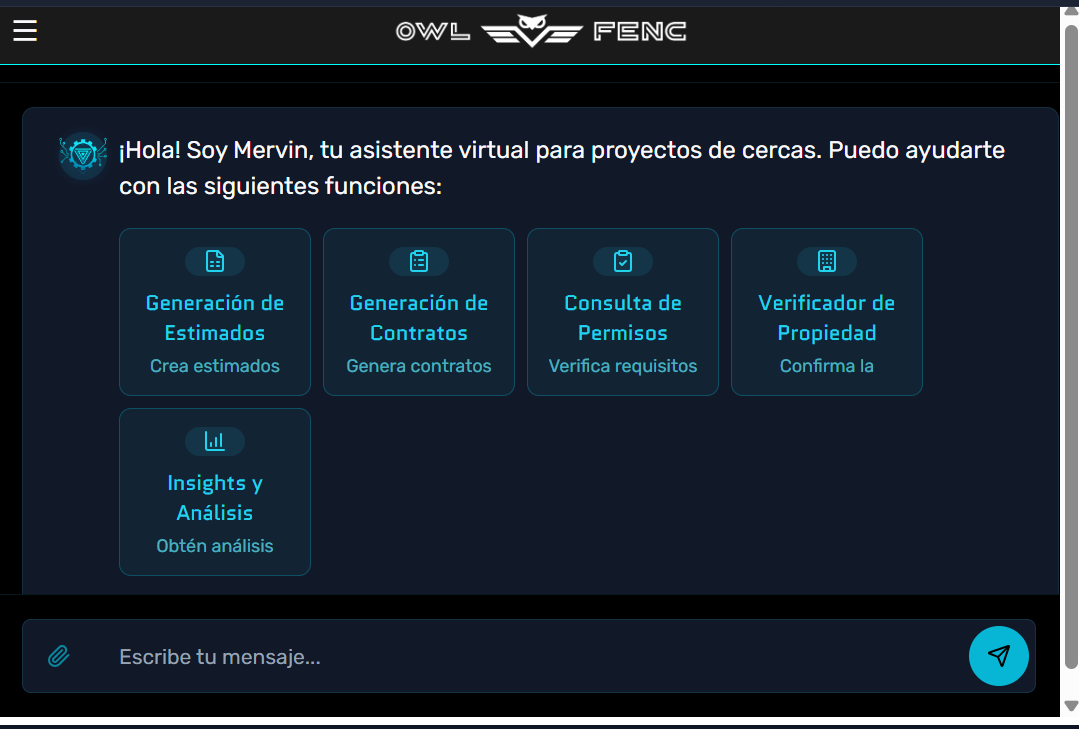 OWL FENC
¡Hola! Soy Mervin, tu asistente virtual para proyectos de cercas. Puedo ayudarte
con las siguientes funciones:
Generación de
Estimados
Crea estimados
Generación de
Contratos
Genera contratos
Consulta de
Permisos
Verifica requisitos
Verificador de
Propiedad
Confirma la
Insights y
Análisis
Obtén análisis
Escribe tu mensaje...